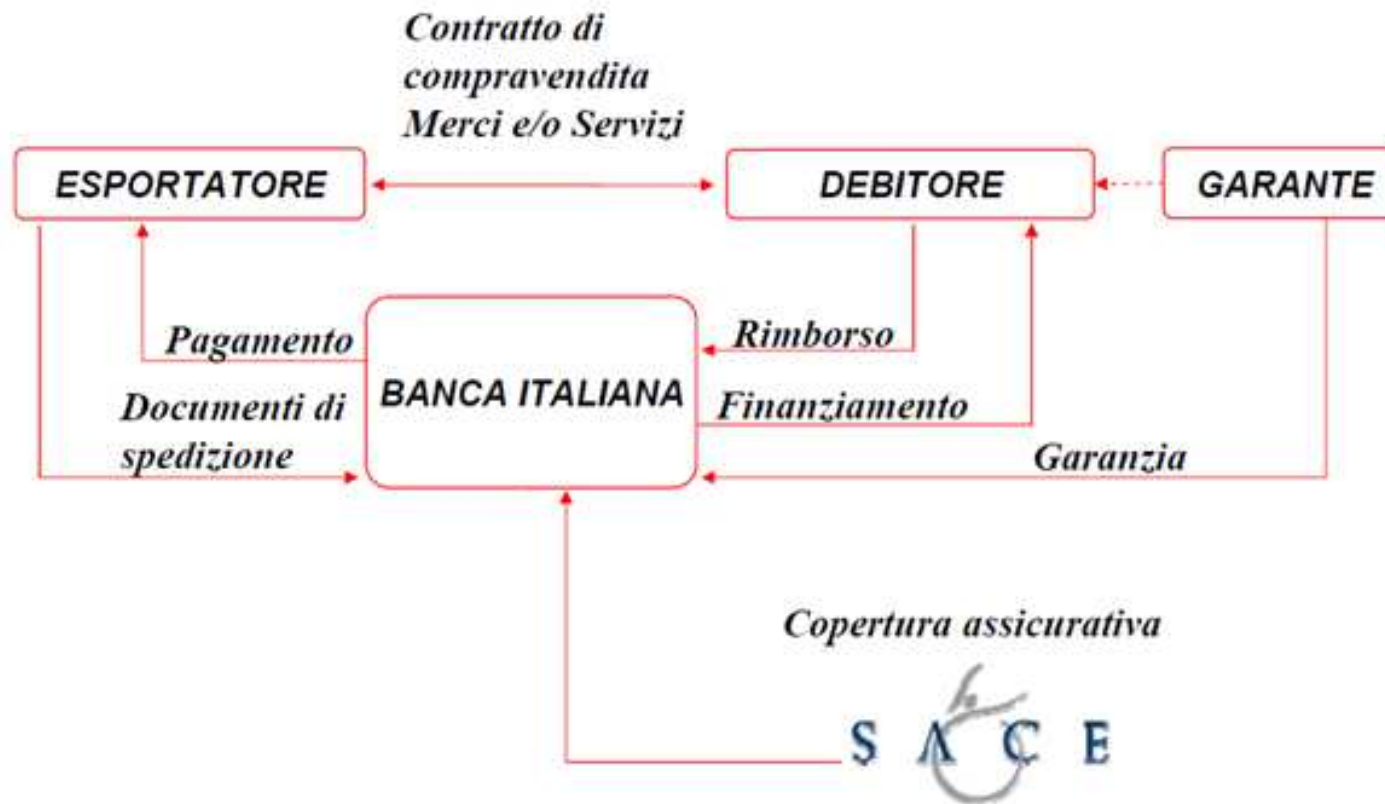 Contratto di
compravendita
Merci e/o Servizi
ESPORTATORE
DEBITORE
GARANTE
Pagamento
Rimborso
BANCA ITALIANA
Documenti di
spedizione
Finanziamento
Garanzia
Copertura assicurativa
SACE